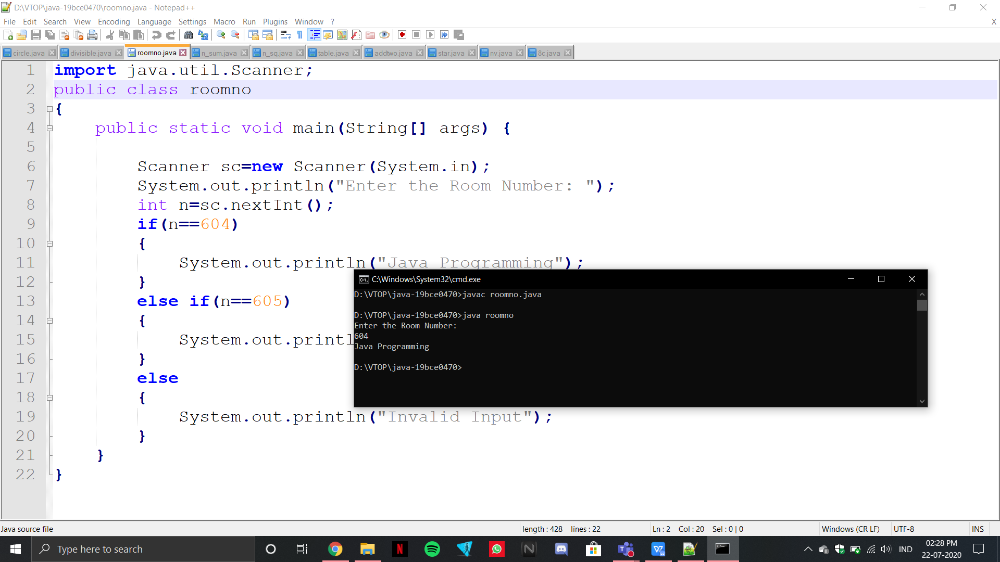 D:\VTOP\java-19bce0470\roomno.java - Notepad++
File Edit Search View Encoding Language Settings Macro Run Plugins Window ? X
circle.java divisible.java roomno.java n_sum.java n_sq.java table.java addtwo.java star.java nv.java 8c.java
1 import java.util.Scanner;
2 public class roomno
3 {
4 public static void main(String[] args) {
5
6 Scanner sc=new Scanner(System.in);
7 System.out.println("Enter the Room Number: ");
8 int n=sc.nextInt();
9 if(n==604)
10 {
11 System.out.println("Java Programming");
12 }
13 else if(n==605)
14 {
15 System.out.printl
16 }
17 else
18 {
19 System.out.println("Invalid Input");
20 }
21 }
22 }
C:\Windows\System32\cmd.exe
D:\VTOP\java-19bce0470>javac roomno.java
D:\VTOP\java-19bce0470>java roomno
Enter the Room Number:
604
Java Programming
D:\VTOP\java-19bce0470>
Java source file length : 428 lines : 22 Ln : 2 Col : 20 Sel : 0 | 0 Windows (CR LF) UTF-8 INS
Type here to search
IND
02:28 PM
22-07-2020